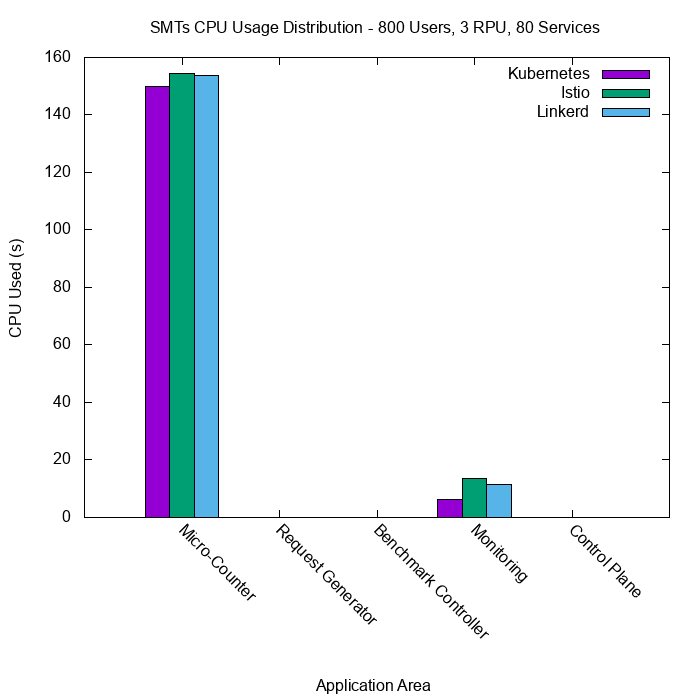 SMTs CPU Usage Distribution - 800 Users, 3 RPU, 80 Services
Kubernetes
Istio
Linkerd
160
140
120
100
80
60
40
20
0
CPU Used (s)
Micro-Counter
Request Generator
Benchmark Controller
Monitoring
Control Plane
Application Area